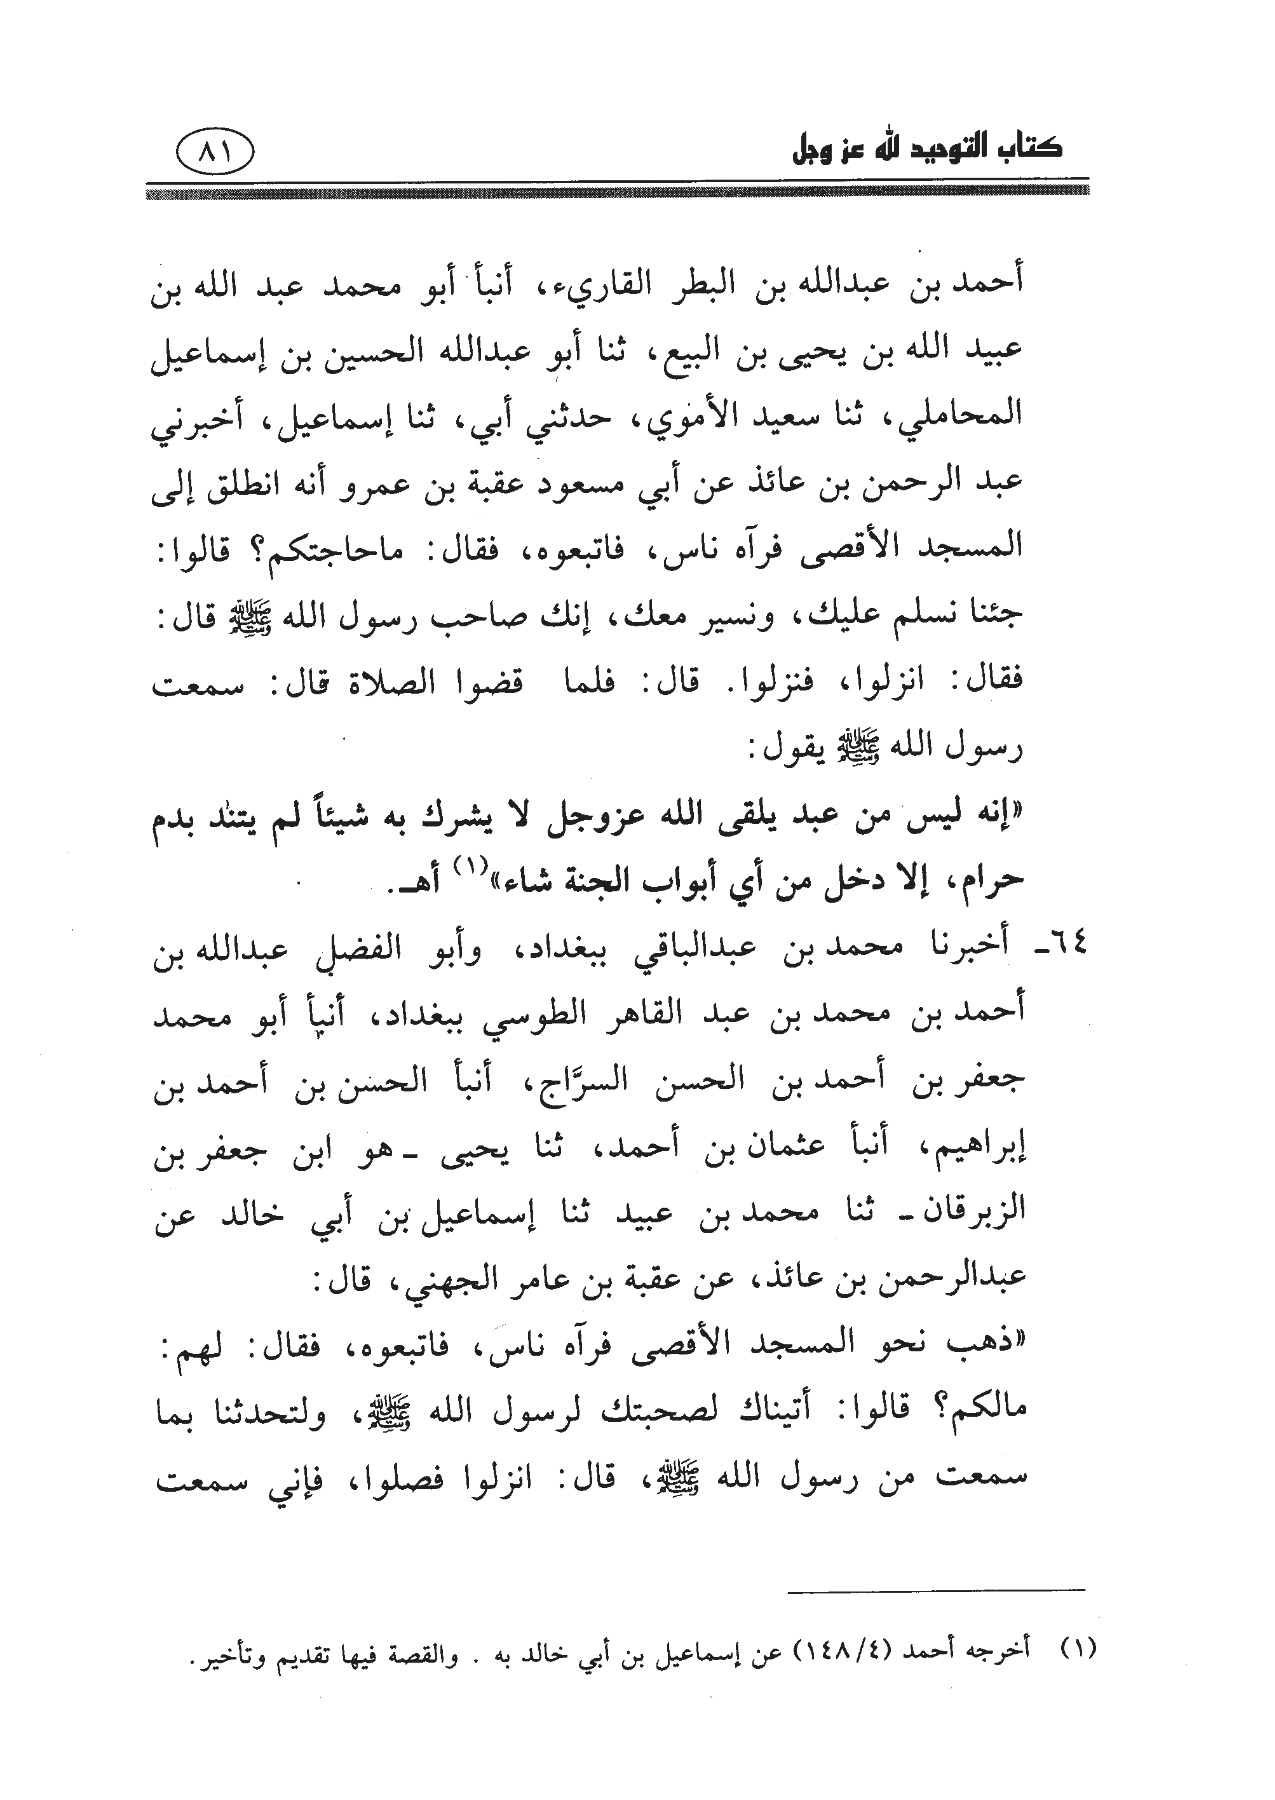 كتاب التوحيد لله عز وجل
٨١
أحمد بن عبدالله بن البطر القاريء، أنبأ أبو محمد عبد الله بن
عبيد الله بن يحيى بن البيع، ثنا أبو عبدالله الحسين بن إسماعيل
المحاملي، ثنا سعيد الأموي، حدثني أبي، ثنا إسماعيل، أخبرني
عبد الرحمن بن عائذ عن أبي مسعود عقبة بن عمرو أنه انطلق إلى
المسجد الأقصى فرآه ناس، فاتبعوه، فقال: ماحاجتكم؟ قالوا:
جئنا نسلم عليك، ونسير معك، إنك صاحب رسول الله ﷺ قال:
فقال: انزلوا، فنزلوا. قال: فلما قضوا الصلاة قال: سمعت
رسول الله ﷺ يقول:
«إنه ليس من عبد يلقى الله عزوجل لا يشرك به شيئاً لم يتند بدم
حرام، إلا دخل من أي أبواب الجنة شاء»(١) أهـ.
٦٤ـ أخبرنا محمد بن عبدالباقي ببغداد، وأبو الفضل عبدالله بن
أحمد بن محمد بن عبد القاهر الطوسي ببغداد، أنبأ أبو محمد
جعفر بن أحمد بن الحسن السرَّاج، أنبأ الحسن بن أحمد بن
إبراهيم، أنبأ عثمان بن أحمد، ثنا يحيى ـ هو ابن جعفر بن
الزبرقان ـ ثنا محمد بن عبيد ثنا إسماعيل بن أبي خالد عن
عبدالرحمن بن عائذ، عن عقبة بن عامر الجهني، قال:
«ذهب نحو المسجد الأقصى فرآه ناس، فاتبعوه، فقال: لهم:
مالكم؟ قالوا: أتيناك لصحبتك لرسول الله ﷺ، ولتحدثنا بما
سمعت من رسول الله ﷺ، قال: انزلوا فصلوا، فإني سمعت
(١) أخرجه أحمد (١٤٨/٤) عن إسماعيل بن أبي خالد به . والقصة فيها تقديم وتأخير.